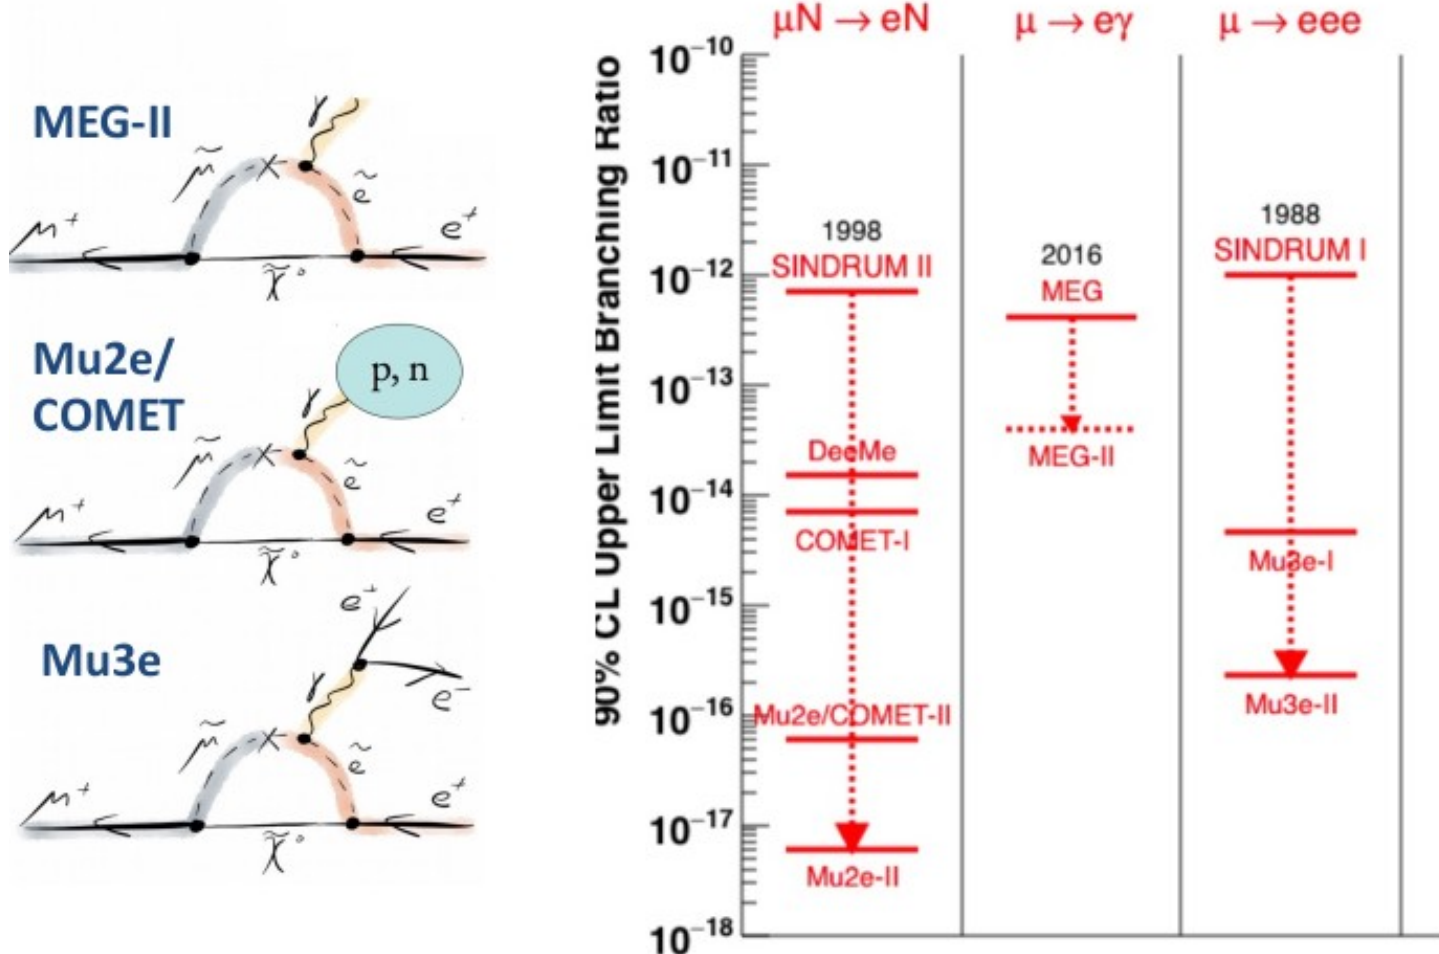 MEG-II
γ
μ̃
ẽ
μ⁺
e⁺
χ̃°
Mu2e/
COMET
p, n
γ
μ̃
ẽ
μ⁺
e⁺
χ̃°
Mu3e
e⁺
γ
e⁻
μ̃
ẽ
μ⁺
e⁺
χ̃°
μN → eN
μ → eγ
μ → eee
90% CL Upper Limit Branching Ratio
10⁻¹⁰
10⁻¹¹
10⁻¹²
10⁻¹³
10⁻¹⁴
10⁻¹⁵
10⁻¹⁶
10⁻¹⁷
10⁻¹⁸
1998
SINDRUM II
DeeMe
COMET-I
Mu2e/COMET-II
Mu2e-II
2016
MEG
MEG-II
1988
SINDRUM I
Mu3e-I
Mu3e-II